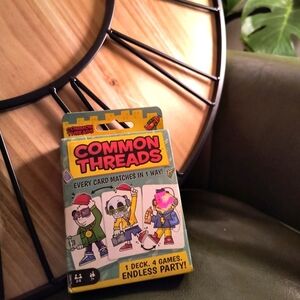 COMMON
THREADS
EVERY CARD MATCHES IN 1 WAY!
1 DECK. 4 GAMES.
ENDLESS PARTY!